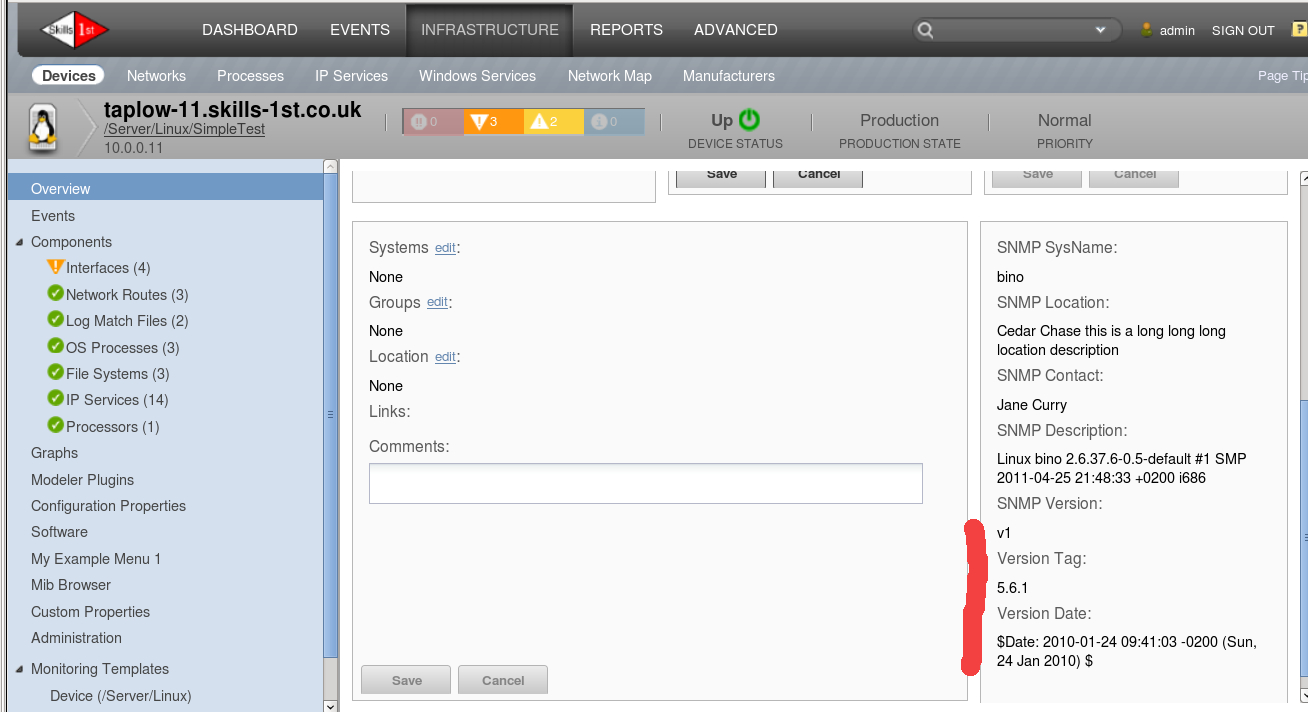 Skills 1st
DASHBOARD EVENTS INFRASTRUCTURE REPORTS ADVANCED
admin SIGN OUT ?
Devices Networks Processes IP Services Windows Services Network Map Manufacturers Page Tip
taplow-11.skills-1st.co.uk
/Server/Linux/SimpleTest
10.0.0.11
0 3 2 0
Up
DEVICE STATUS
Production
PRODUCTION STATE
Normal
PRIORITY
Overview
Events
Components
Interfaces (4)
Network Routes (3)
Log Match Files (2)
OS Processes (3)
File Systems (3)
IP Services (14)
Processors (1)
Graphs
Modeler Plugins
Configuration Properties
Software
My Example Menu 1
Mib Browser
Custom Properties
Administration
Monitoring Templates
Device (/Server/Linux)
Save Cancel
Save Cancel
Systems edit:
None
Groups edit:
None
Location edit:
None
Links:
Comments:
Save Cancel
SNMP SysName:
bino
SNMP Location:
Cedar Chase this is a long long long
location description
SNMP Contact:
Jane Curry
SNMP Description:
Linux bino 2.6.37.6-0.5-default #1 SMP
2011-04-25 21:48:33 +0200 i686
SNMP Version:
v1
Version Tag:
5.6.1
Version Date:
$Date: 2010-01-24 09:41:03 -0200 (Sun,
24 Jan 2010) $